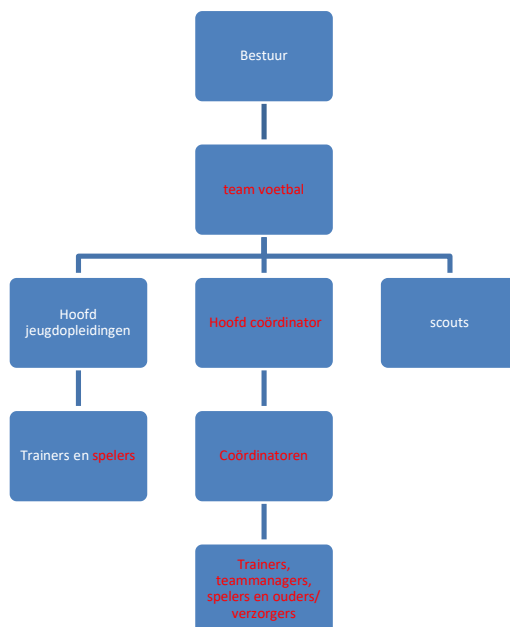 Bestuur
team voetbal
Hoofd
jeugdopleidingen
Hoofd coördinator
scouts
Trainers en spelers
Coördinatoren
Trainers,
teammanagers,
spelers en ouders/
verzorgers